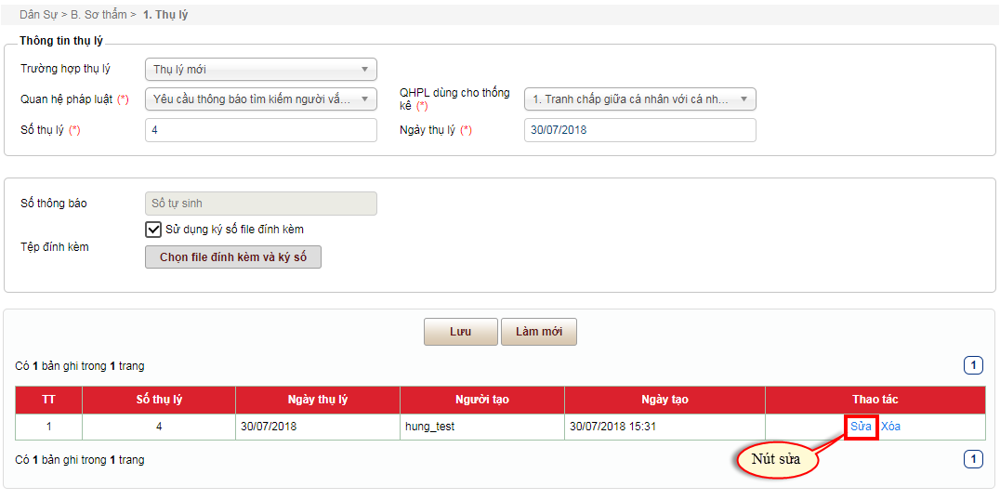 Dân Sự > B. Sơ thẩm > 1. Thụ lý
Thông tin thụ lý
Trường hợp thụ lý
Thụ lý mới
Quan hệ pháp luật (*)
Yêu cầu thông báo tìm kiếm người vắ...
QHPL dùng cho thống
kê (*)
1. Tranh chấp giữa cá nhân với cá nh...
Số thụ lý (*)
4
Ngày thụ lý (*)
30/07/2018
Số thông báo
Số tự sinh
Sử dụng ký số file đính kèm
Tệp đính kèm
Chọn file đính kèm và ký số
Lưu Làm mới
Có 1 bản ghi trong 1 trang 1
TT Số thụ lý Ngày thụ lý Người tạo Ngày tạo Thao tác
1 4 30/07/2018 hung_test 30/07/2018 15:31 Sửa Xóa
Có 1 bản ghi trong 1 trang 1
Nút sửa